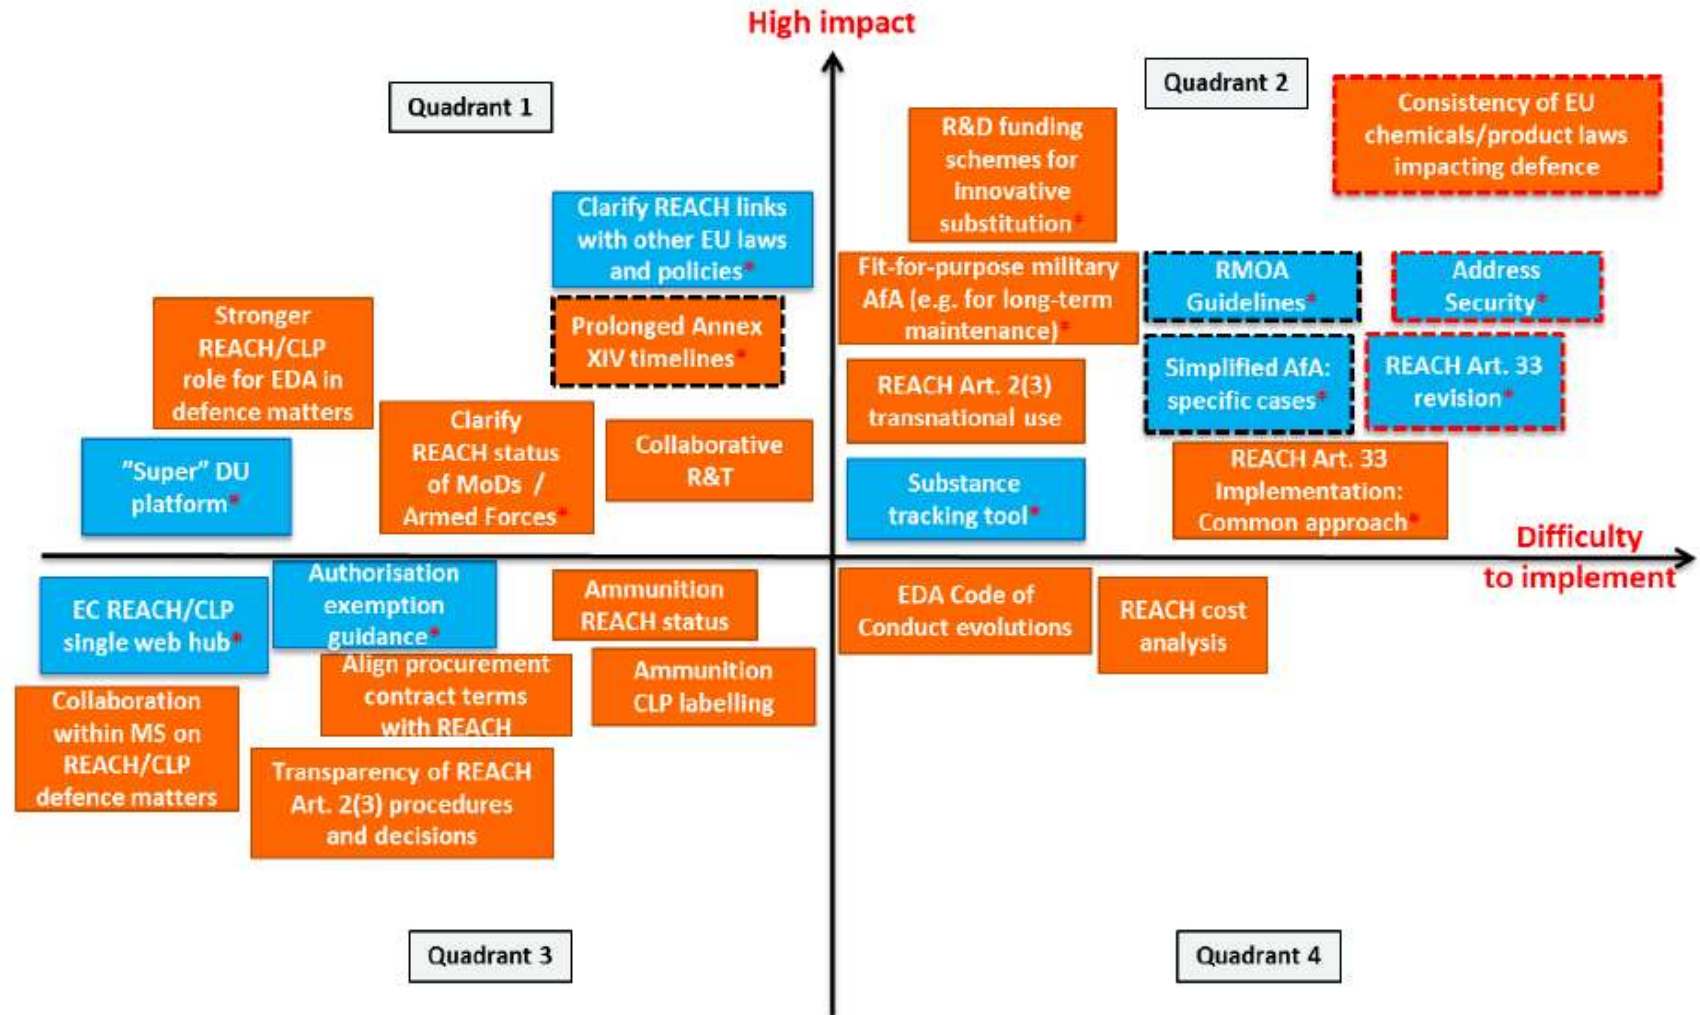 High impact
Quadrant 1
Quadrant 2
Consistency of EU
chemicals/product laws
impacting defence
R&D funding
schemes for
innovative
substitution*
Clarify REACH links
with other EU laws
and policies*
Fit-for-purpose military
AfA (e.g. for long-term
maintenance)*
RMOA
Guidelines*
Address
Security*
Stronger
REACH/CLP
role for EDA in
defence matters
Prolonged Annex
XIV timelines*
REACH Art. 2(3)
transnational use
Simplified AfA:
specific cases*
REACH Art. 33
revision*
Clarify
REACH status
of MoDs /
Armed Forces*
Collaborative
R&T
"Super" DU
platform*
Substance
tracking tool*
REACH Art. 33
Implementation:
Common approach*
Difficulty
to implement
EC REACH/CLP
single web hub*
Authorisation
exemption
guidance*
Ammunition
REACH status
EDA Code of
Conduct evolutions
REACH cost
analysis
Align procurement
contract terms
with REACH
Ammunition
CLP labelling
Collaboration
within MS on
REACH/CLP
defence matters
Transparency of REACH
Art. 2(3) procedures
and decisions
Quadrant 3
Quadrant 4